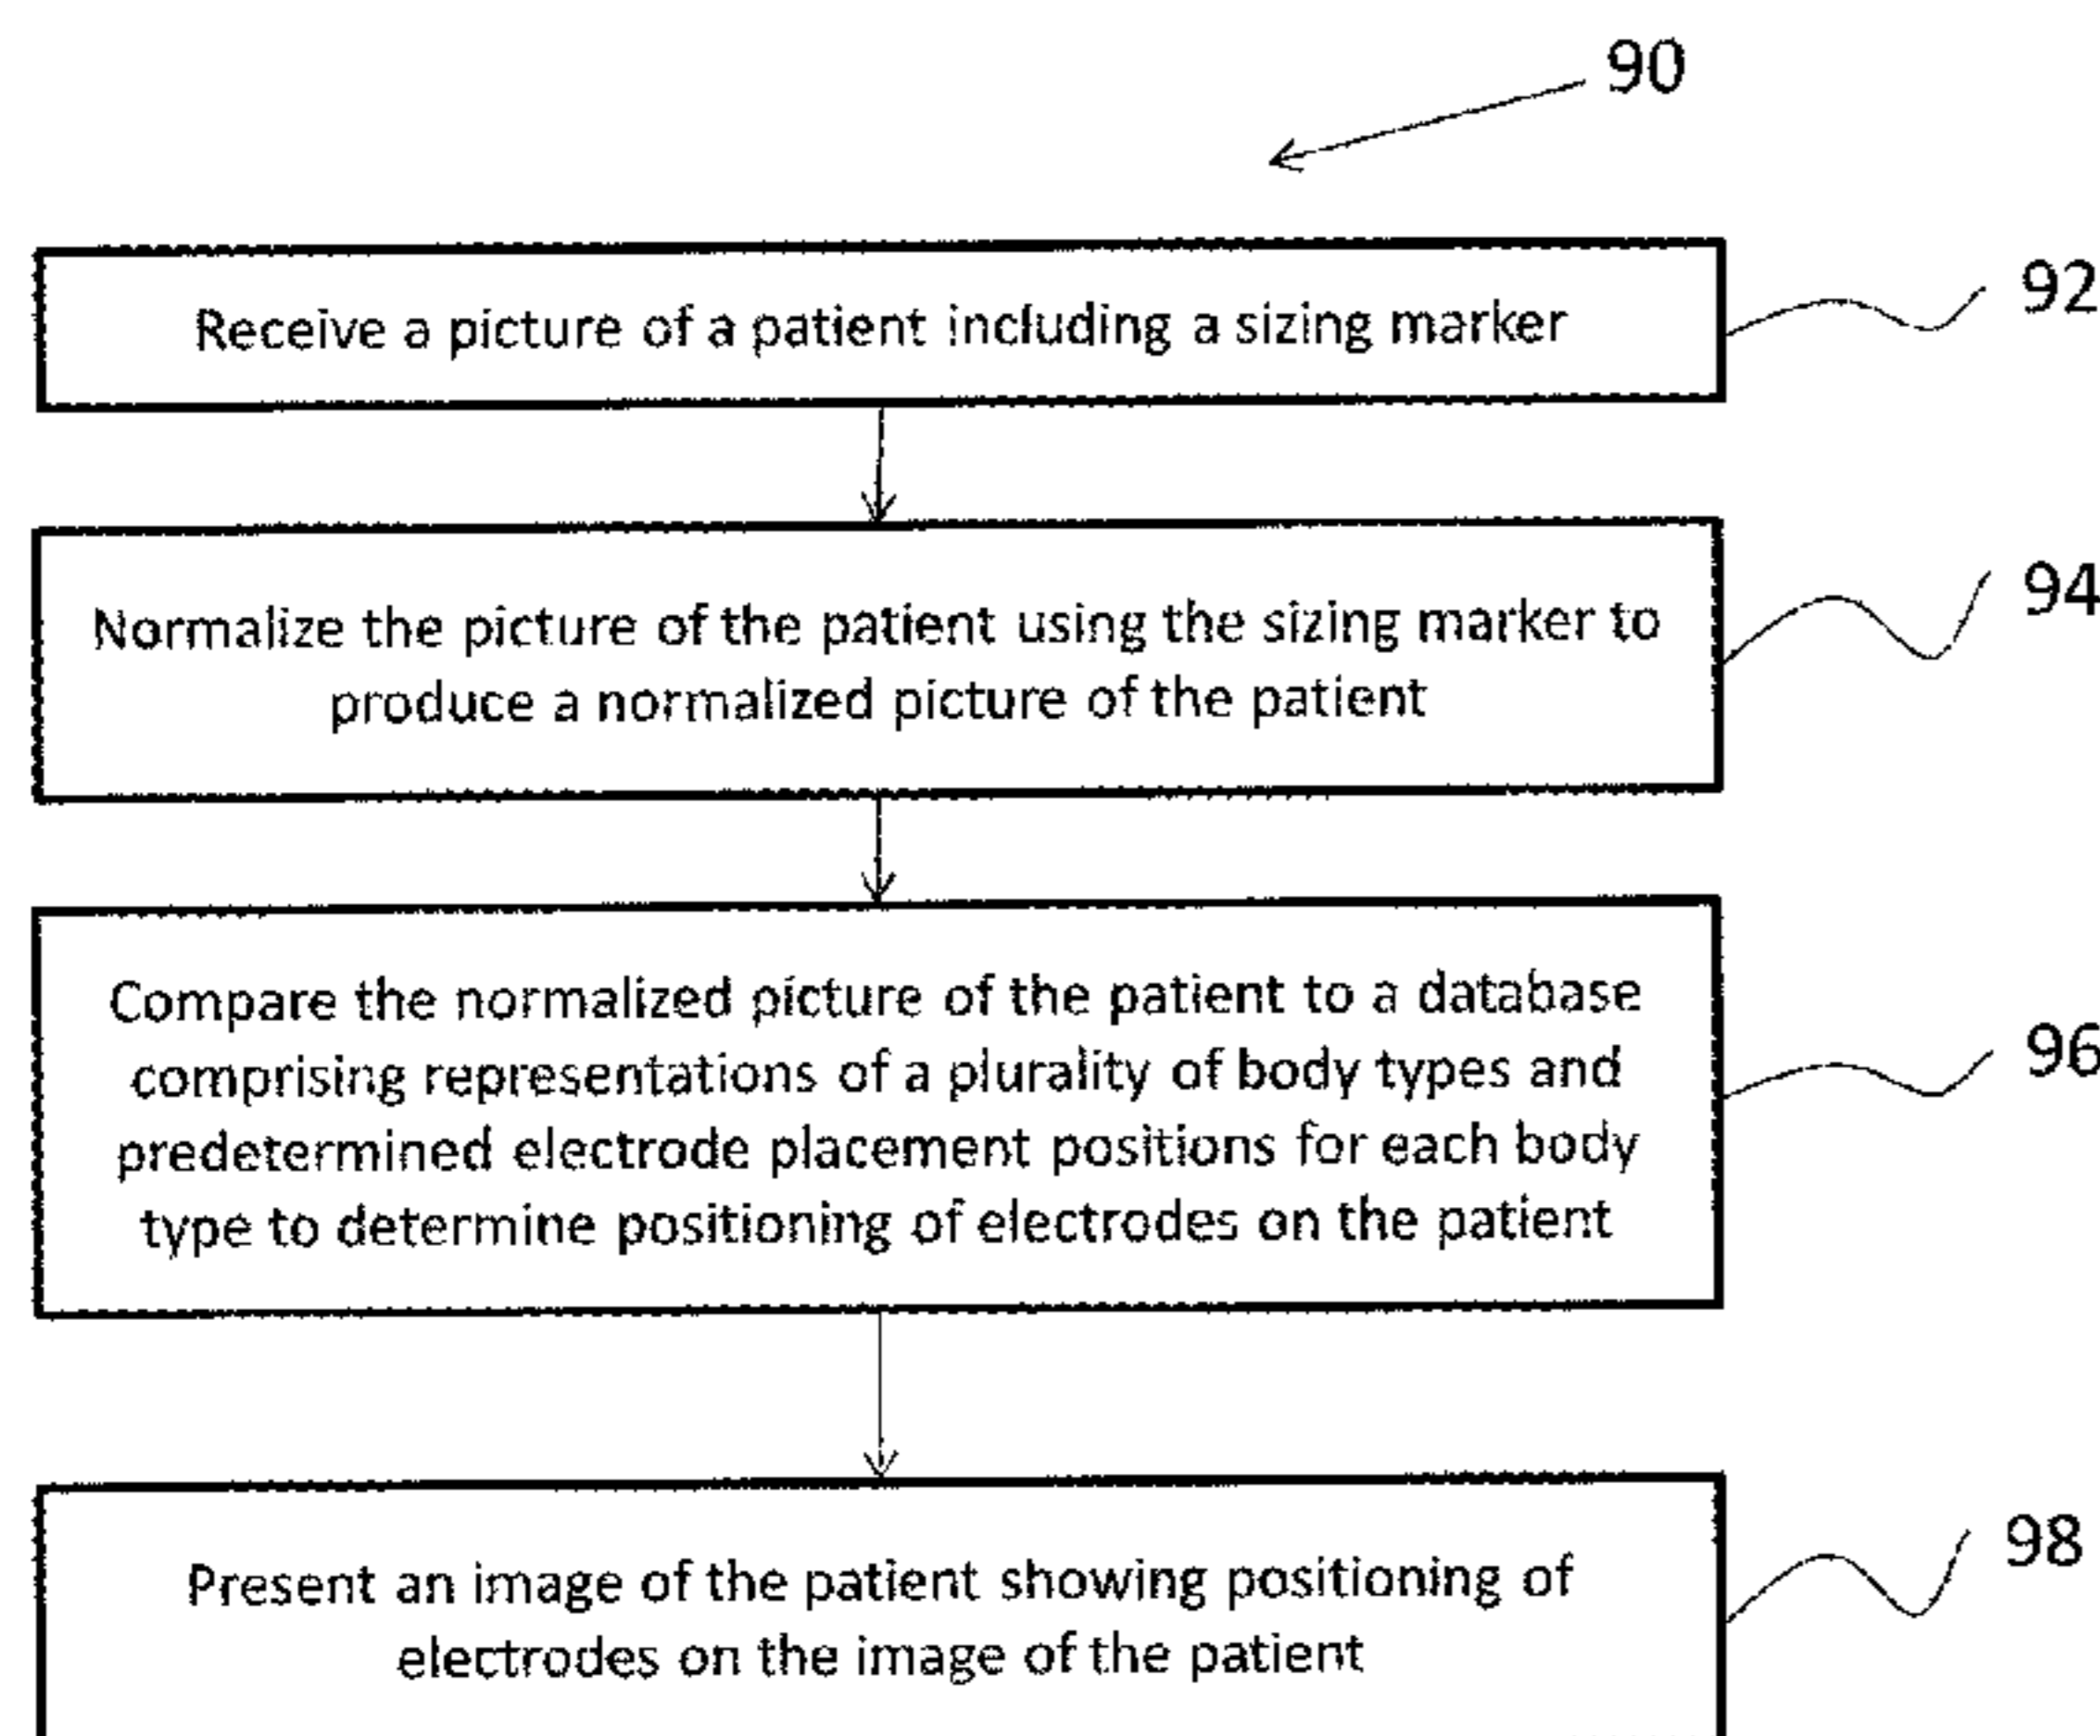 90
Receive a picture of a patient including a sizing marker
92
Normalize the picture of the patient using the sizing marker to
produce a normalized picture of the patient
94
Compare the normalized picture of the patient to a database
comprising representations of a plurality of body types and
predetermined electrode placement positions for each body
type to determine positioning of electrodes on the patient
96
Present an image of the patient showing positioning of
electrodes on the image of the patient
98